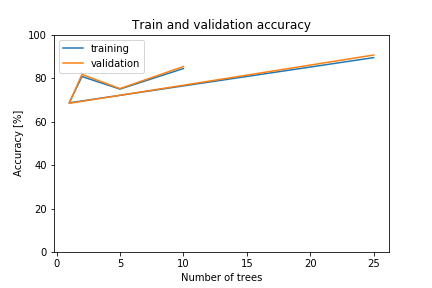 Train and validation accuracy
100
80
60
40
20
0
Accuracy [%]
training
validation
0 5 10 15 20 25
Number of trees